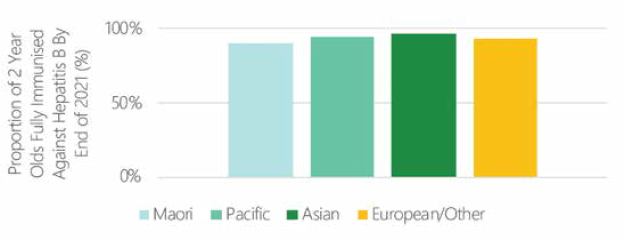 Proportion of 2 Year
Olds Fully Immunised
Against Hepatitis B By
End of 2021 (%)
100%
50%
0%
Maori Pacific Asian European/Other